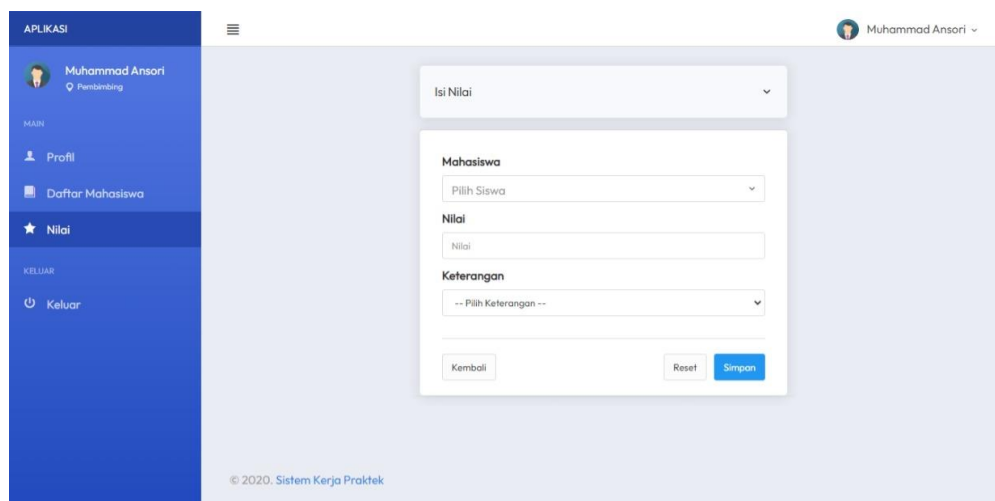 APLIKASI
Muhammad Ansori
Muhammad Ansori
Pembimbing
MAIN
Profil
Daftar Mahasiswa
Nilai
KELUAR
Keluar
Isi Nilai
Mahasiswa
Pilih Siswa
Nilai
Nilai
Keterangan
-- Pilih Keterangan --
Kembali
Reset
Simpan
© 2020. Sistem Kerja Praktek